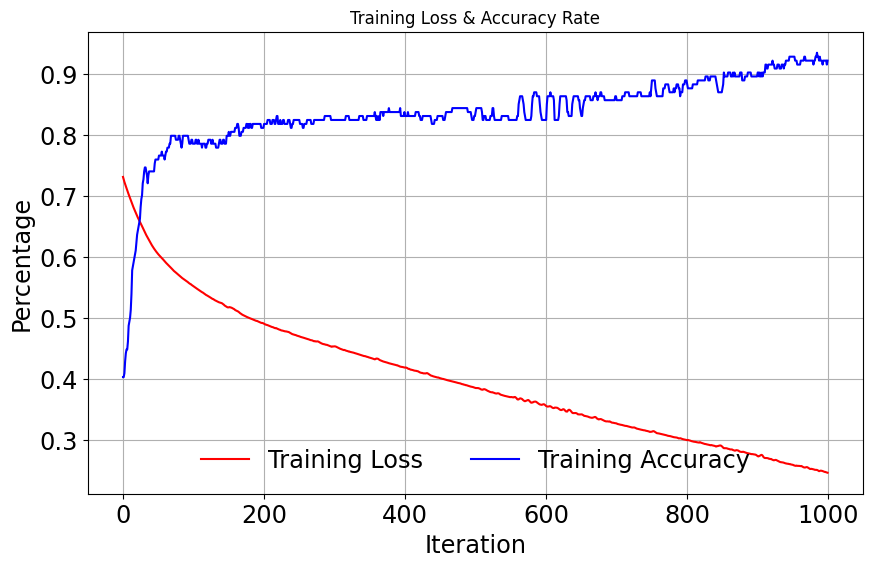 Training Loss & Accuracy Rate
0.9
0.8
0.7
0.6
0.5
0.4
0.3
Percentage
Training Loss
Training Accuracy
0 200 400 600 800 1000
Iteration